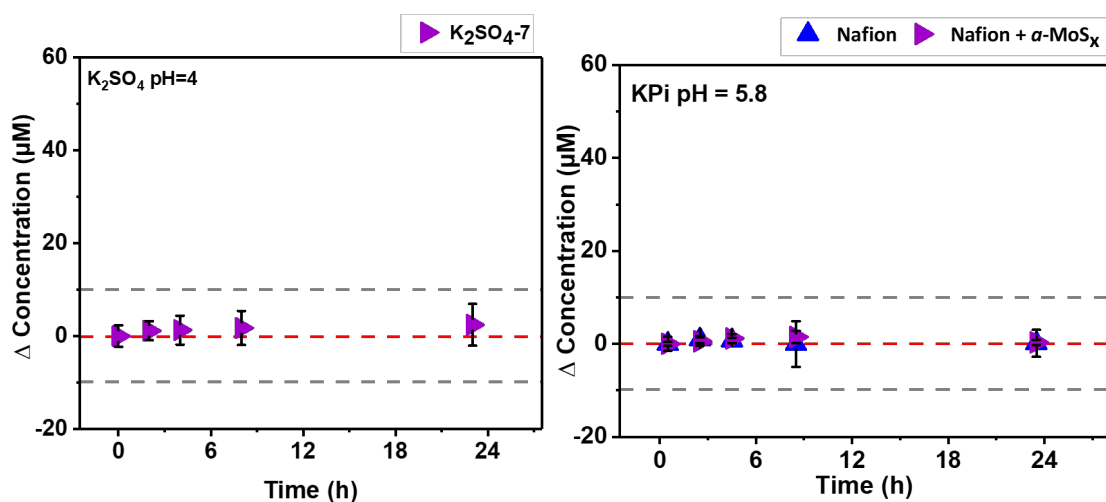 K₂SO₄-7
K₂SO₄ pH=4
Δ Concentration (µM)
60
40
20
0
-20
0
6
12
18
24
Time (h)
Nafion
Nafion + a-MoSₓ
KPi pH = 5.8
Δ Concentration (µM)
60
40
20
0
-20
0
6
12
18
24
Time (h)